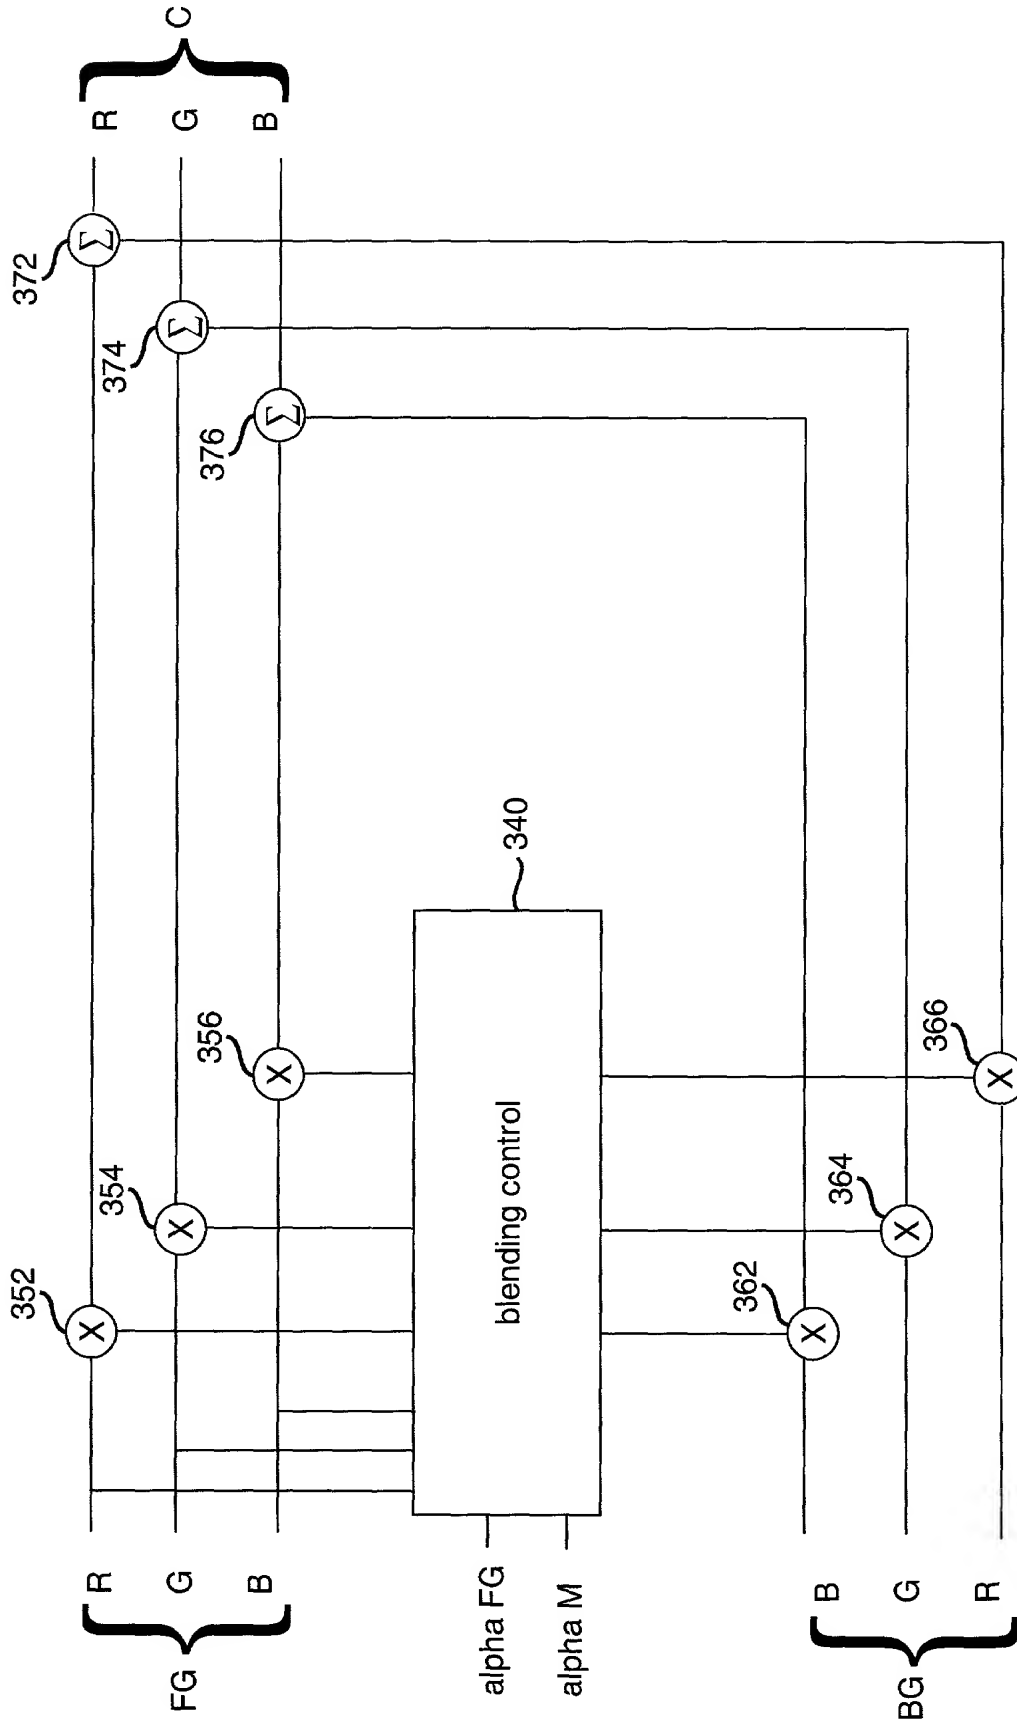 FG
R
G
B
352
354
356
372
374
376
R
G
B
C
alpha FG
alpha M
blending control
340
BG
B
G
R
362
364
366
X
X
X
X
X
X
Σ
Σ
Σ